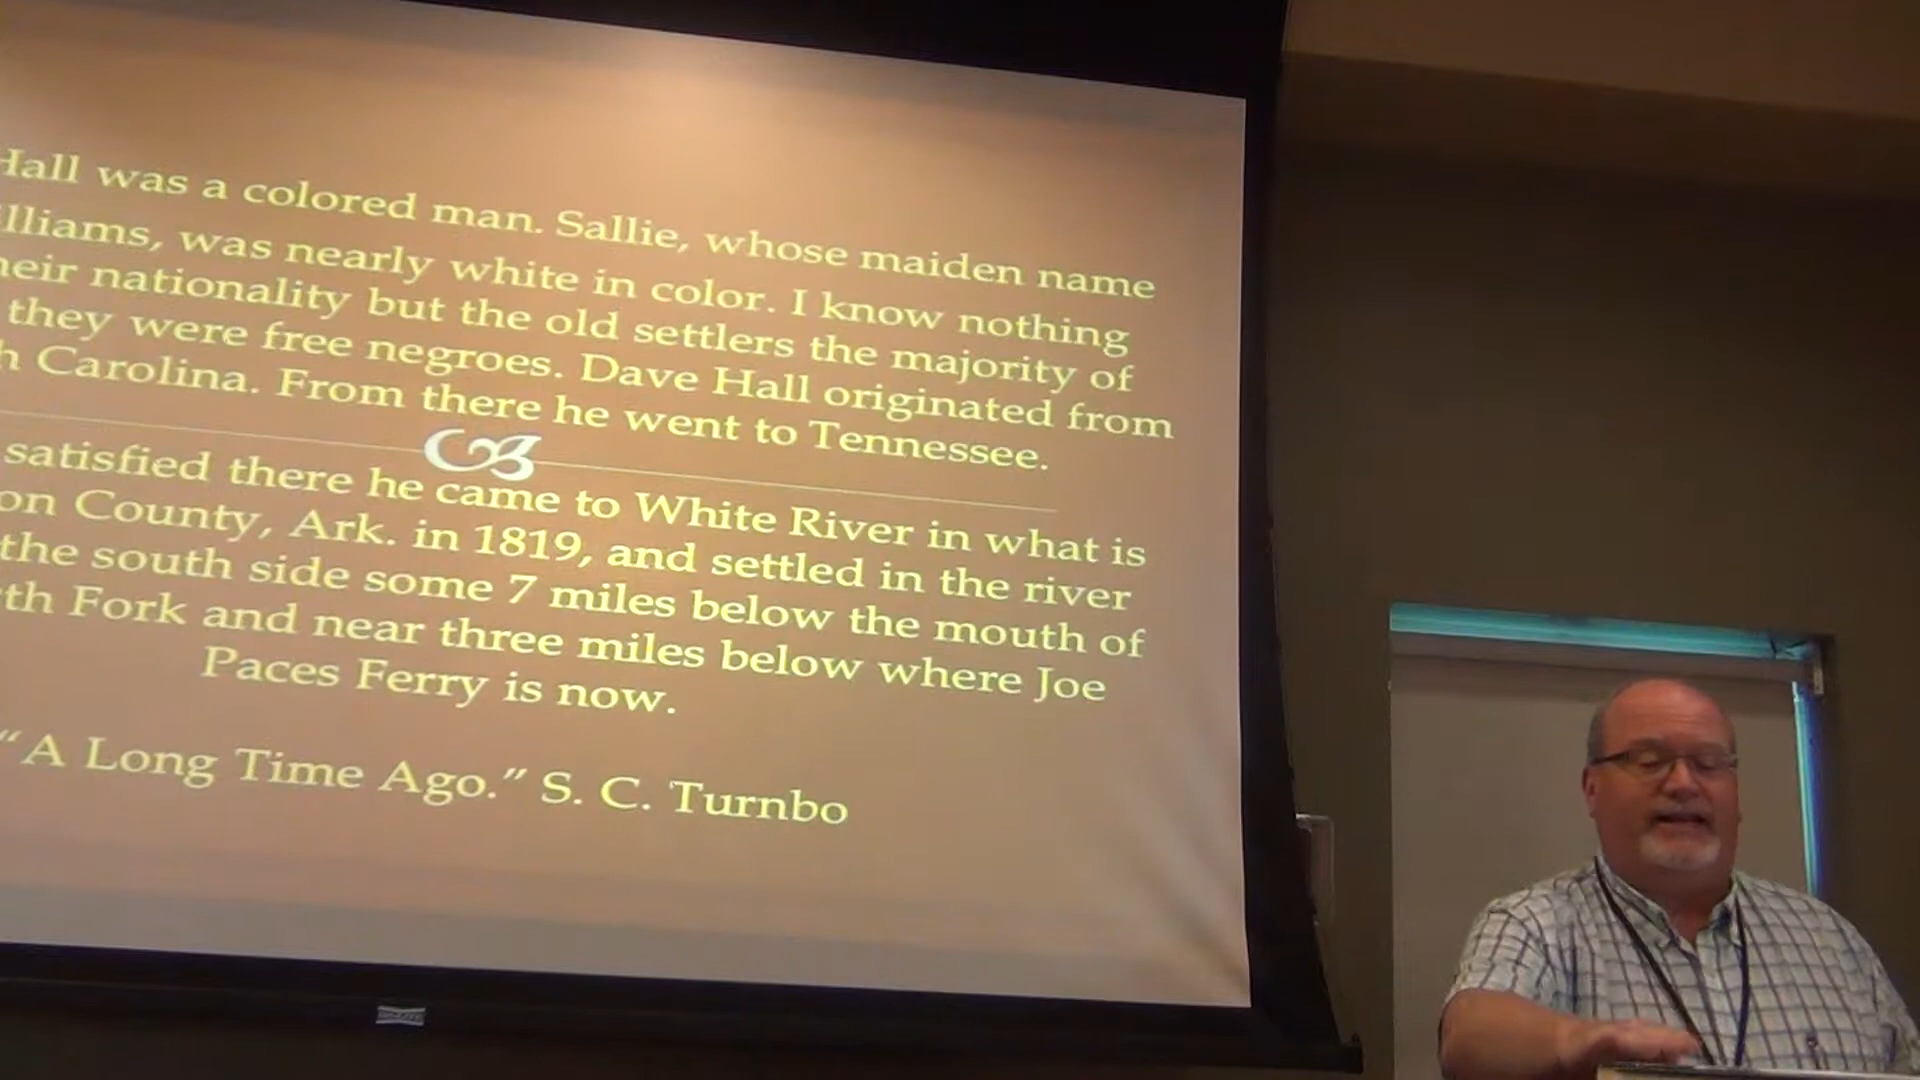 Hall was a colored man. Sallie, whose maiden name
lliams, was nearly white in color. I know nothing
heir nationality but the old settlers the majority of
they were free negroes. Dave Hall originated from
h Carolina. From there he went to Tennessee.
satisfied there he came to White River in what is
on County, Ark. in 1819, and settled in the river
the south side some 7 miles below the mouth of
th Fork and near three miles below where Joe
Paces Ferry is now.
“A Long Time Ago.” S. C. Turnbo